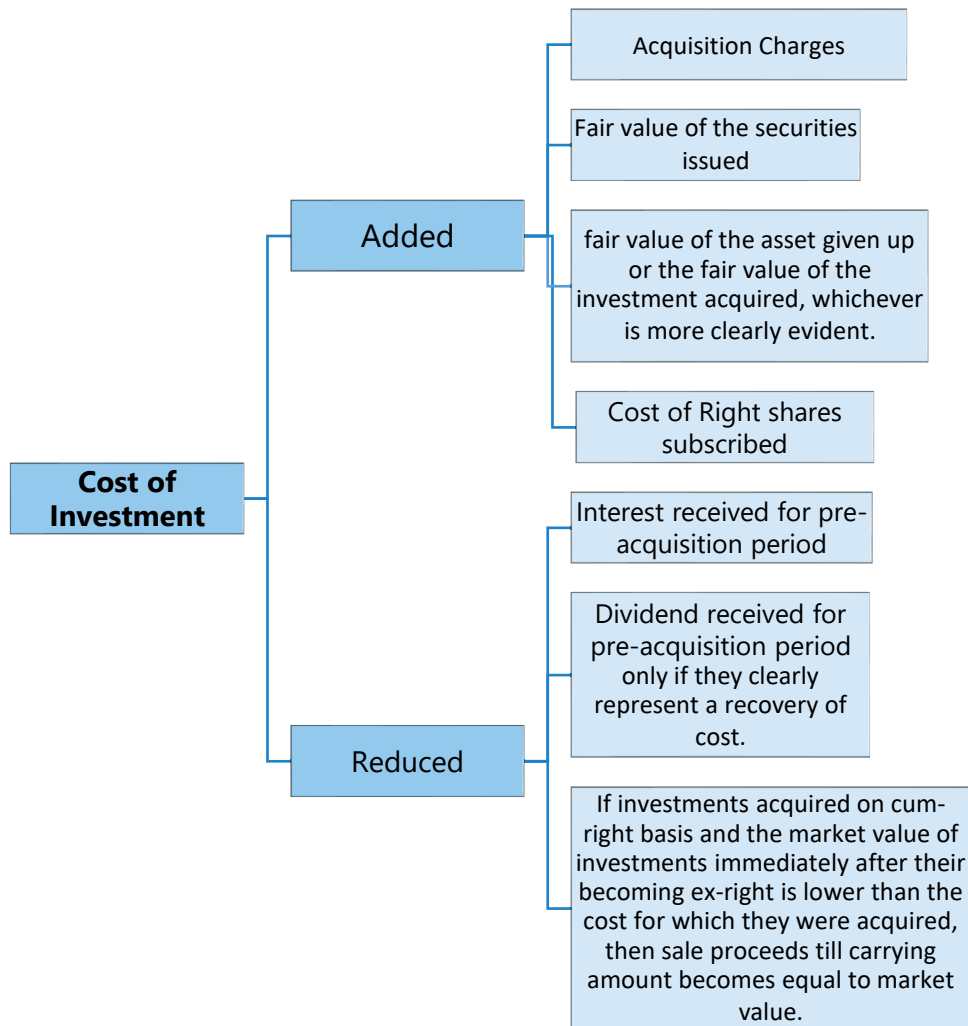 Cost of
Investment
Added
Acquisition Charges
Fair value of the securities
issued
fair value of the asset given up
or the fair value of the
investment acquired, whichever
is more clearly evident.
Cost of Right shares
subscribed
Reduced
Interest received for pre-
acquisition period
Dividend received for
pre-acquisition period
only if they clearly
represent a recovery of
cost.
If investments acquired on cum-
right basis and the market value of
investments immediately after their
becoming ex-right is lower than the
cost for which they were acquired,
then sale proceeds till carrying
amount becomes equal to market
value.